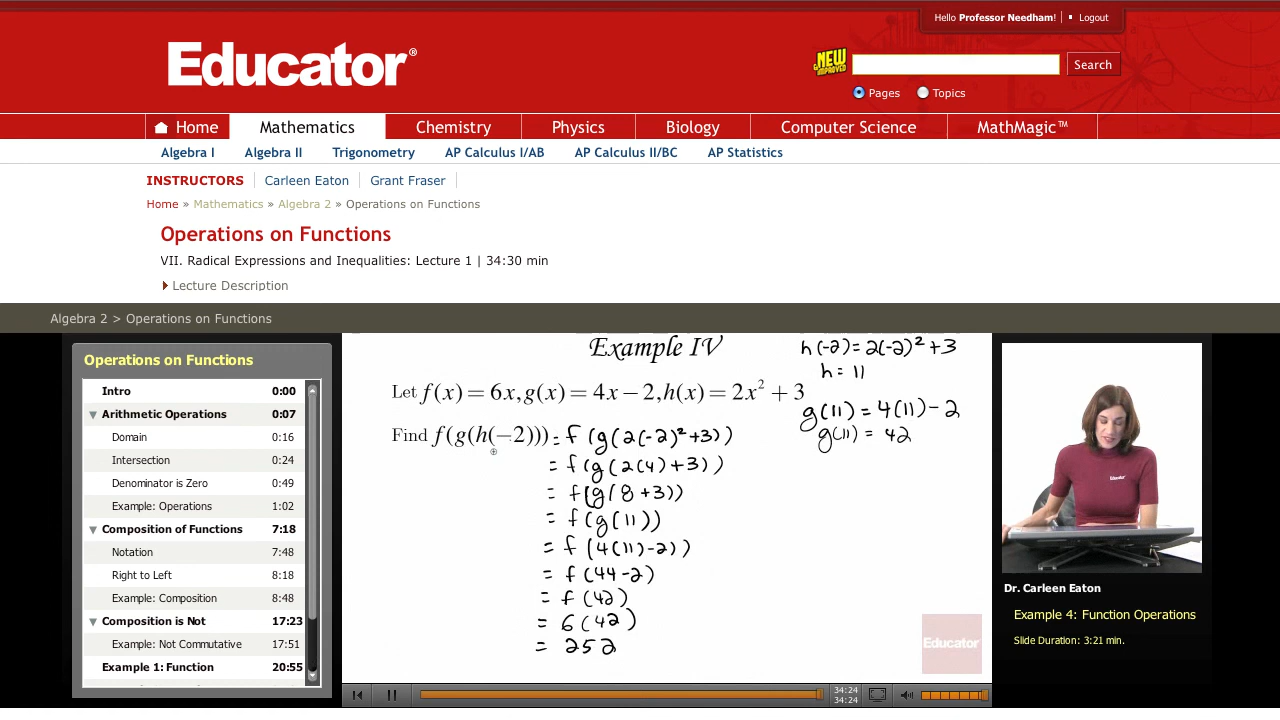 Hello Professor Needham! Logout
Educator®
NEW
IMPROVED
Search
Pages Topics
Home Mathematics Chemistry Physics Biology Computer Science MathMagic™
Algebra I Algebra II Trigonometry AP Calculus I/AB AP Calculus II/BC AP Statistics
INSTRUCTORS Carleen Eaton Grant Fraser
Home » Mathematics » Algebra 2 » Operations on Functions
Operations on Functions
VII. Radical Expressions and Inequalities: Lecture 1 | 34:30 min
Lecture Description
Algebra 2 > Operations on Functions
Operations on Functions
Intro 0:00
Arithmetic Operations 0:07
Domain 0:16
Intersection 0:24
Denominator is Zero 0:49
Example: Operations 1:02
Composition of Functions 7:18
Notation 7:48
Right to Left 8:18
Example: Composition 8:48
Composition is Not 17:23
Example: Not Commutative 17:51
Example 1: Function 20:55
Example IV
Let f(x) = 6x, g(x) = 4x − 2, h(x) = 2x² + 3
Find f(g(h(−2))) = f(g(2(-2)²+3))
= f(g(2(4)+3))
= f(g(8+3))
= f(g(11))
= f(4(11)-2))
= f(44-2)
= f(42)
= 6(42)
= 252
h(-2) = 2(-2)²+3
h = 11
g(11) = 4(11)-2
g(11) = 42
Educator
34:24
34:24
Educator
Dr. Carleen Eaton
Example 4: Function Operations
Slide Duration: 3:21 min.